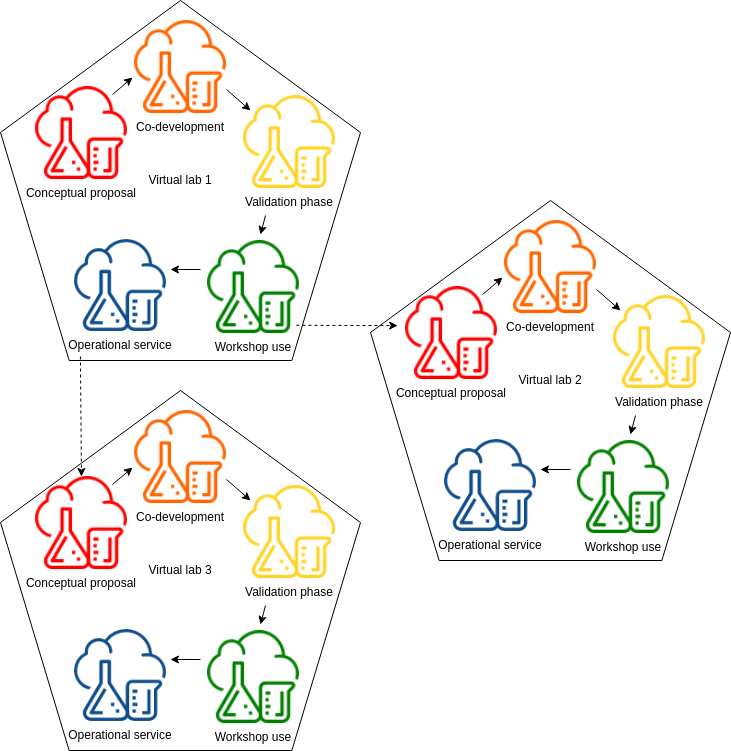 Co-development
Conceptual proposal
Virtual lab 1
Validation phase
Operational service
Workshop use
Co-development
Conceptual proposal
Virtual lab 2
Validation phase
Operational service
Workshop use
Co-development
Conceptual proposal
Virtual lab 3
Validation phase
Operational service
Workshop use